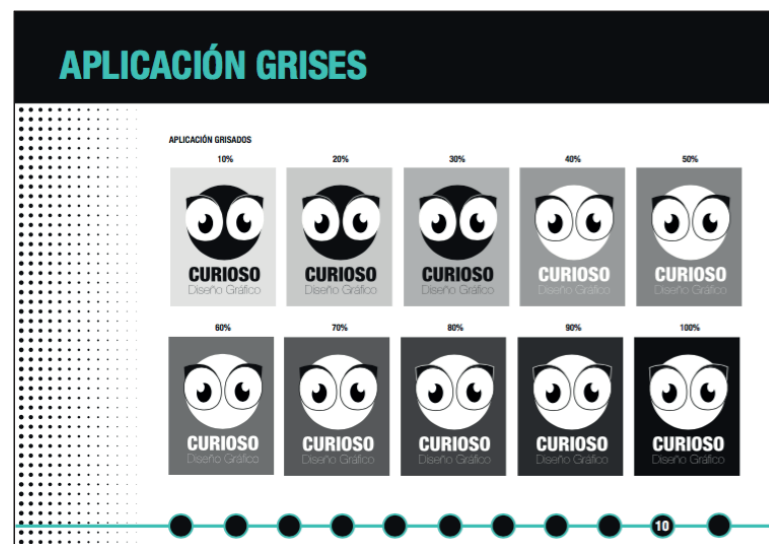 APLICACIÓN GRISES
APLICACIÓN GRISADOS
10% 20% 30% 40% 50%
CURIOSO CURIOSO CURIOSO CURIOSO CURIOSO
Diseño Gráfico Diseño Gráfico Diseño Gráfico Diseño Gráfico Diseño Gráfico
60% 70% 80% 90% 100%
CURIOSO CURIOSO CURIOSO CURIOSO CURIOSO
Diseño Gráfico Diseño Gráfico Diseño Gráfico Diseño Gráfico Diseño Gráfico
10